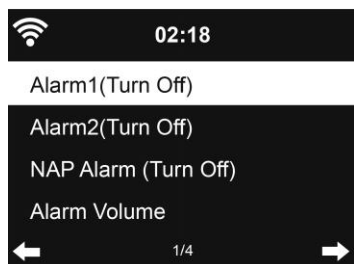 02:18
Alarm1(Turn Off)
Alarm2(Turn Off)
NAP Alarm (Turn Off)
Alarm Volume
1/4